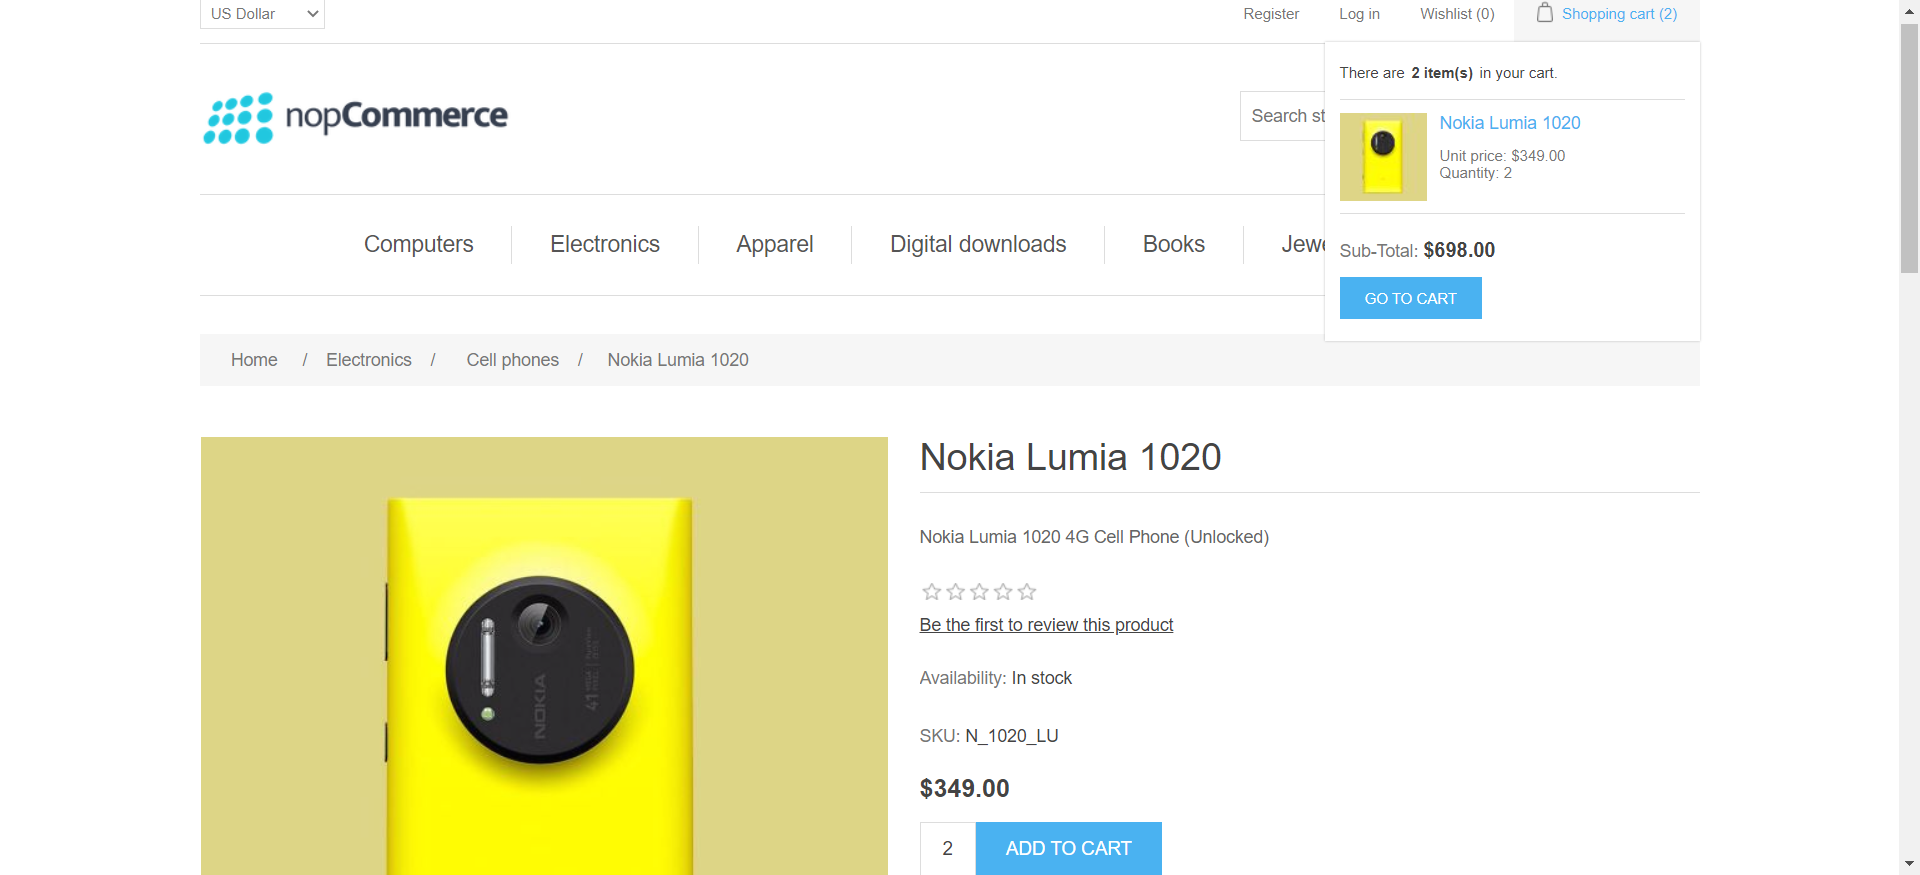 US Dollar
Register
Log in
Wishlist (0)
Shopping cart (2)
There are 2 item(s) in your cart.
Nokia Lumia 1020
Unit price: $349.00
Quantity: 2
Sub-Total: $698.00
GO TO CART
nopCommerce
Search st
Computers
Electronics
Apparel
Digital downloads
Books
Jewe
Home / Electronics / Cell phones / Nokia Lumia 1020
NOKIA
41
Nokia Lumia 1020
Nokia Lumia 1020 4G Cell Phone (Unlocked)
Be the first to review this product
Availability: In stock
SKU: N_1020_LU
$349.00
2
ADD TO CART